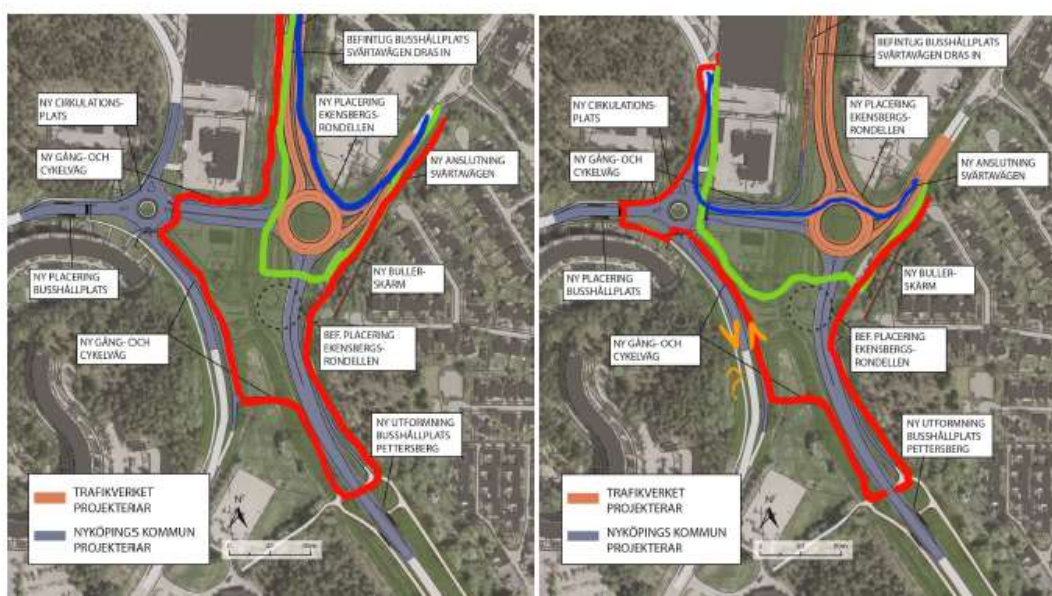 BEFINTLIG BUSSHÅLLPLATS
SVÄRTAVÄGEN DRAS IN
NY CIRKULATIONS-
PLATS
NY PLACERING
EKENSBERGS-
RONDELLEN
NY GÅNG- OCH
CYKELVÄG
NY ANSLUTNING
SVÄRTAVÄGEN
NY PLACERING
BUSSHÅLLPLATS
NY BULLER-
SKÄRM
NY GÅNG- OCH
CYKELVÄG
BEF. PLACERING
EKENSBERGS-
RONDELLEN
NY UTFORMNING
BUSSHÅLLPLATS
PETTERSBERG
TRAFIKVERKET
PROJEKTERAR
NYKÖPINGS KOMMUN
PROJEKTERAR
N
BEFINTLIG BUSSHÅLLPLATS
SVÄRTAVÄGEN DRAS IN
NY CIRKULATIONS-
PLATS
NY PLACERING
EKENSBERGS-
RONDELLEN
NY GÅNG- OCH
CYKELVÄG
NY ANSLUTNING
SVÄRTAVÄGEN
NY PLACERING
BUSSHÅLLPLATS
NY BULLER-
SKÄRM
NY GÅNG- OCH
CYKELVÄG
BEF. PLACERING
EKENSBERGS-
RONDELLEN
NY UTFORMNING
BUSSHÅLLPLATS
PETTERSBERG
TRAFIKVERKET
PROJEKTERAR
NYKÖPINGS KOMMUN
PROJEKTERAR
N